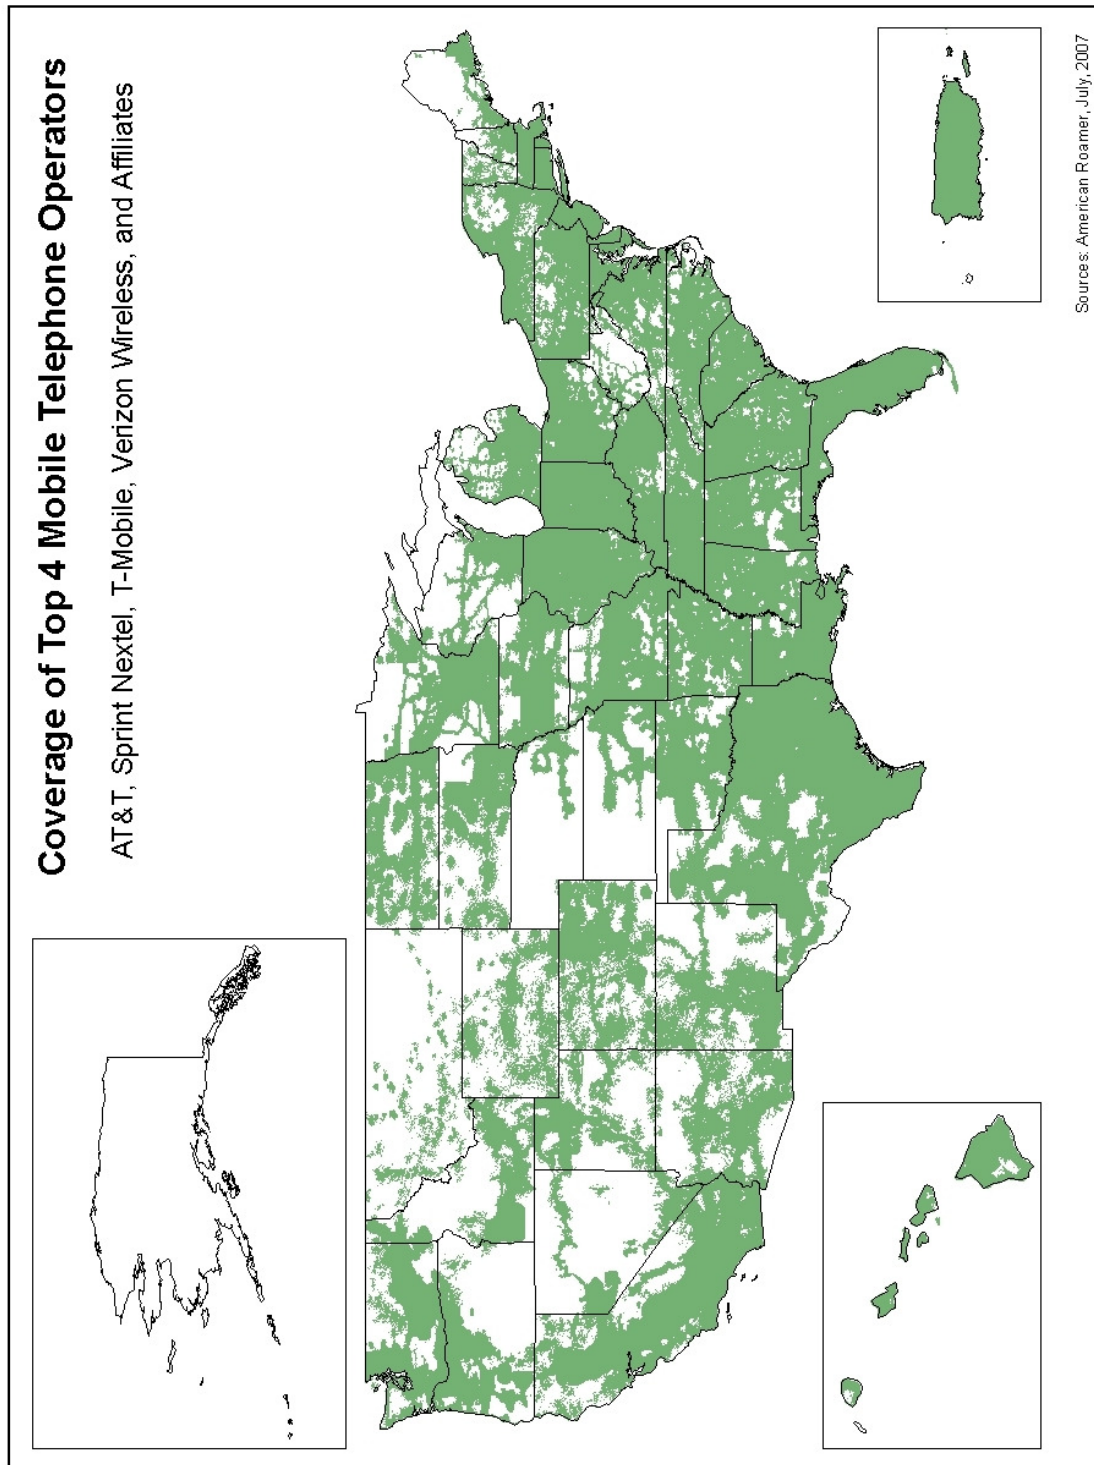 Coverage of Top 4 Mobile Telephone Operators
AT&T, Sprint Nextel, T-Mobile, Verizon Wireless, and Affiliates
Sources: American Roamer, July, 2007